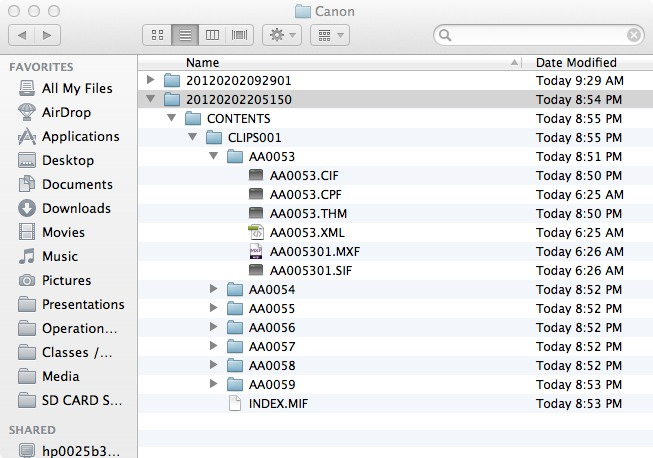 Canon
Name Date Modified
FAVORITES
All My Files
AirDrop
Applications
Desktop
Documents
Downloads
Movies
Music
Pictures
Presentations
Operation...
Classes /...
Media
SD CARD S...
SHARED
hp0025b3...
20120202092901 Today 9:29 AM
20120202205150 Today 8:54 PM
CONTENTS Today 8:55 PM
CLIPS001 Today 8:55 PM
AA0053 Today 8:51 PM
AA0053.CIF Today 8:50 PM
AA0053.CPF Today 6:25 AM
AA0053.THM Today 8:50 PM
AA0053.XML Today 6:25 AM
AA005301.MXF Today 6:26 AM
AA005301.SIF Today 6:26 AM
AA0054 Today 8:52 PM
AA0055 Today 8:52 PM
AA0056 Today 8:52 PM
AA0057 Today 8:52 PM
AA0058 Today 8:52 PM
AA0059 Today 8:53 PM
INDEX.MIF Today 8:53 PM